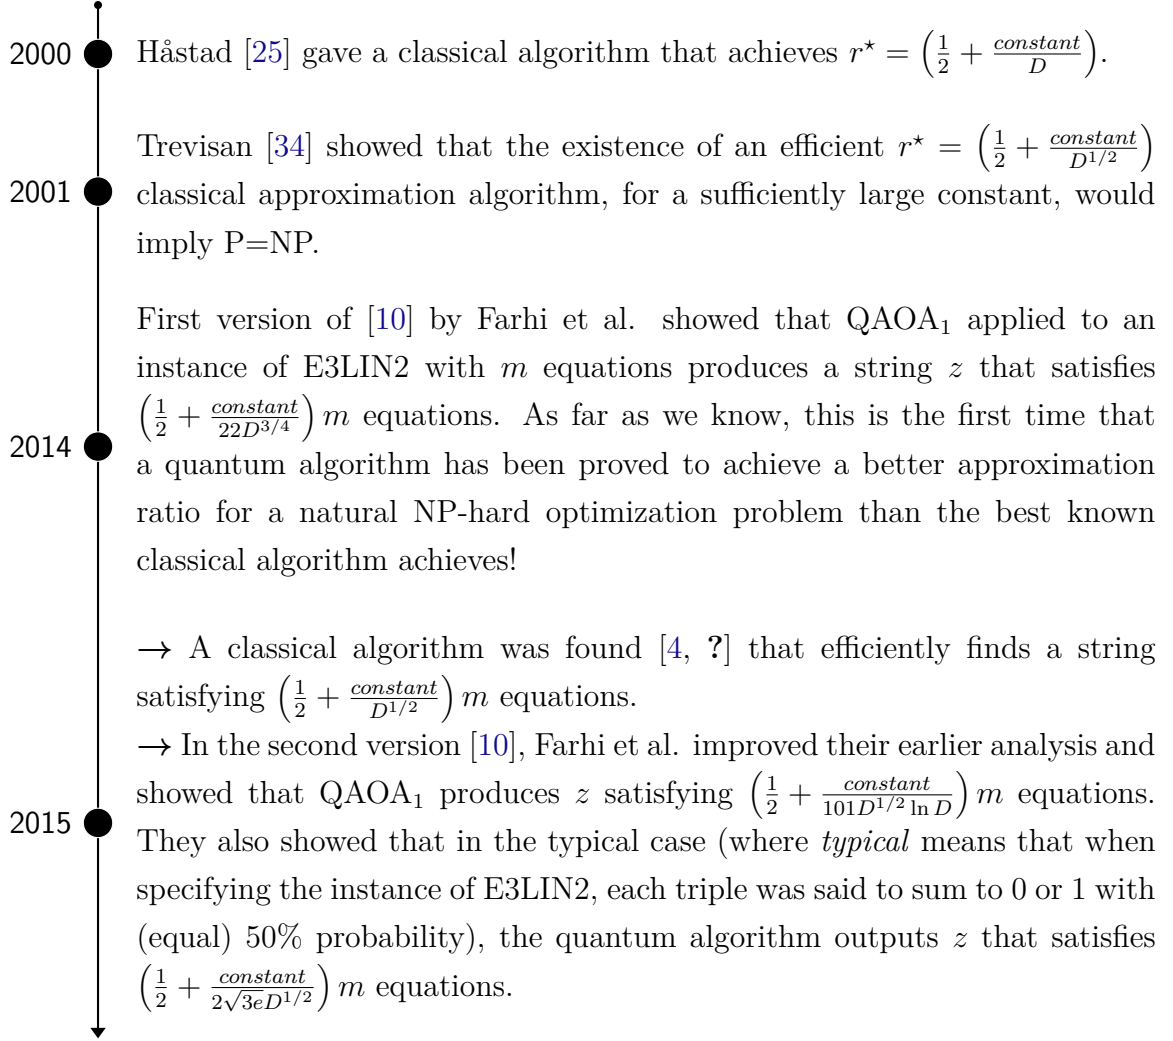 2000 Håstad [25] gave a classical algorithm that achieves r⋆ = (1/2 + constant/D).
Trevisan [34] showed that the existence of an efficient r⋆ = (1/2 + constant/D^{1/2})
2001 classical approximation algorithm, for a sufficiently large constant, would
imply P=NP.
First version of [10] by Farhi et al. showed that QAOA₁ applied to an
instance of E3LIN2 with m equations produces a string z that satisfies
(1/2 + constant/22D^{3/4}) m equations. As far as we know, this is the first time that
2014 a quantum algorithm has been proved to achieve a better approximation
ratio for a natural NP-hard optimization problem than the best known
classical algorithm achieves!
→ A classical algorithm was found [4, ?] that efficiently finds a string
satisfying (1/2 + constant/D^{1/2}) m equations.
→ In the second version [10], Farhi et al. improved their earlier analysis and
showed that QAOA₁ produces z satisfying (1/2 + constant/101D^{1/2} ln D) m equations.
2015 They also showed that in the typical case (where typical means that when
specifying the instance of E3LIN2, each triple was said to sum to 0 or 1 with
(equal) 50% probability), the quantum algorithm outputs z that satisfies
(1/2 + constant/2√3eD^{1/2}) m equations.